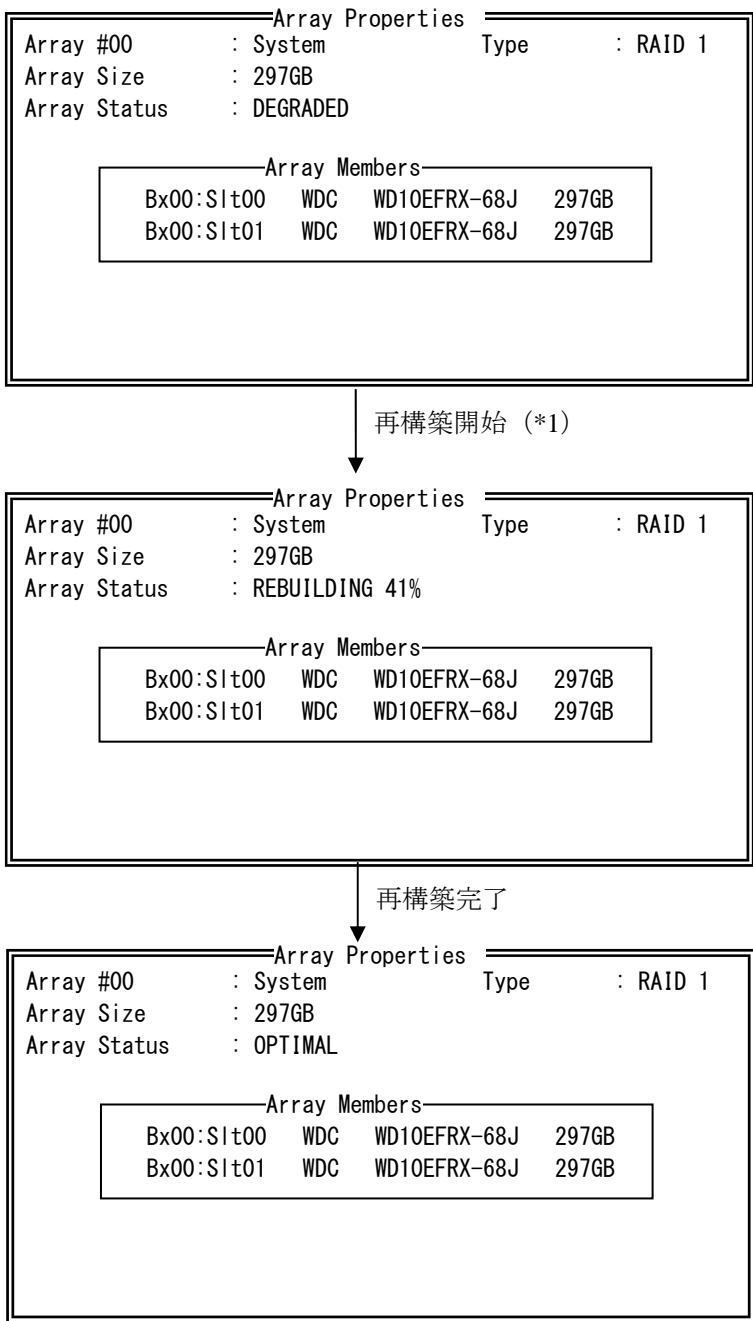 Array Properties
Array #00 : System Type : RAID 1
Array Size : 297GB
Array Status : DEGRADED
Array Members
Bx00:Slt00 WDC WD10EFRX-68J 297GB
Bx00:Slt01 WDC WD10EFRX-68J 297GB
再構築開始 (*1)
Array Properties
Array #00 : System Type : RAID 1
Array Size : 297GB
Array Status : REBUILDING 41%
Array Members
Bx00:Slt00 WDC WD10EFRX-68J 297GB
Bx00:Slt01 WDC WD10EFRX-68J 297GB
再構築完了
Array Properties
Array #00 : System Type : RAID 1
Array Size : 297GB
Array Status : OPTIMAL
Array Members
Bx00:Slt00 WDC WD10EFRX-68J 297GB
Bx00:Slt01 WDC WD10EFRX-68J 297GB